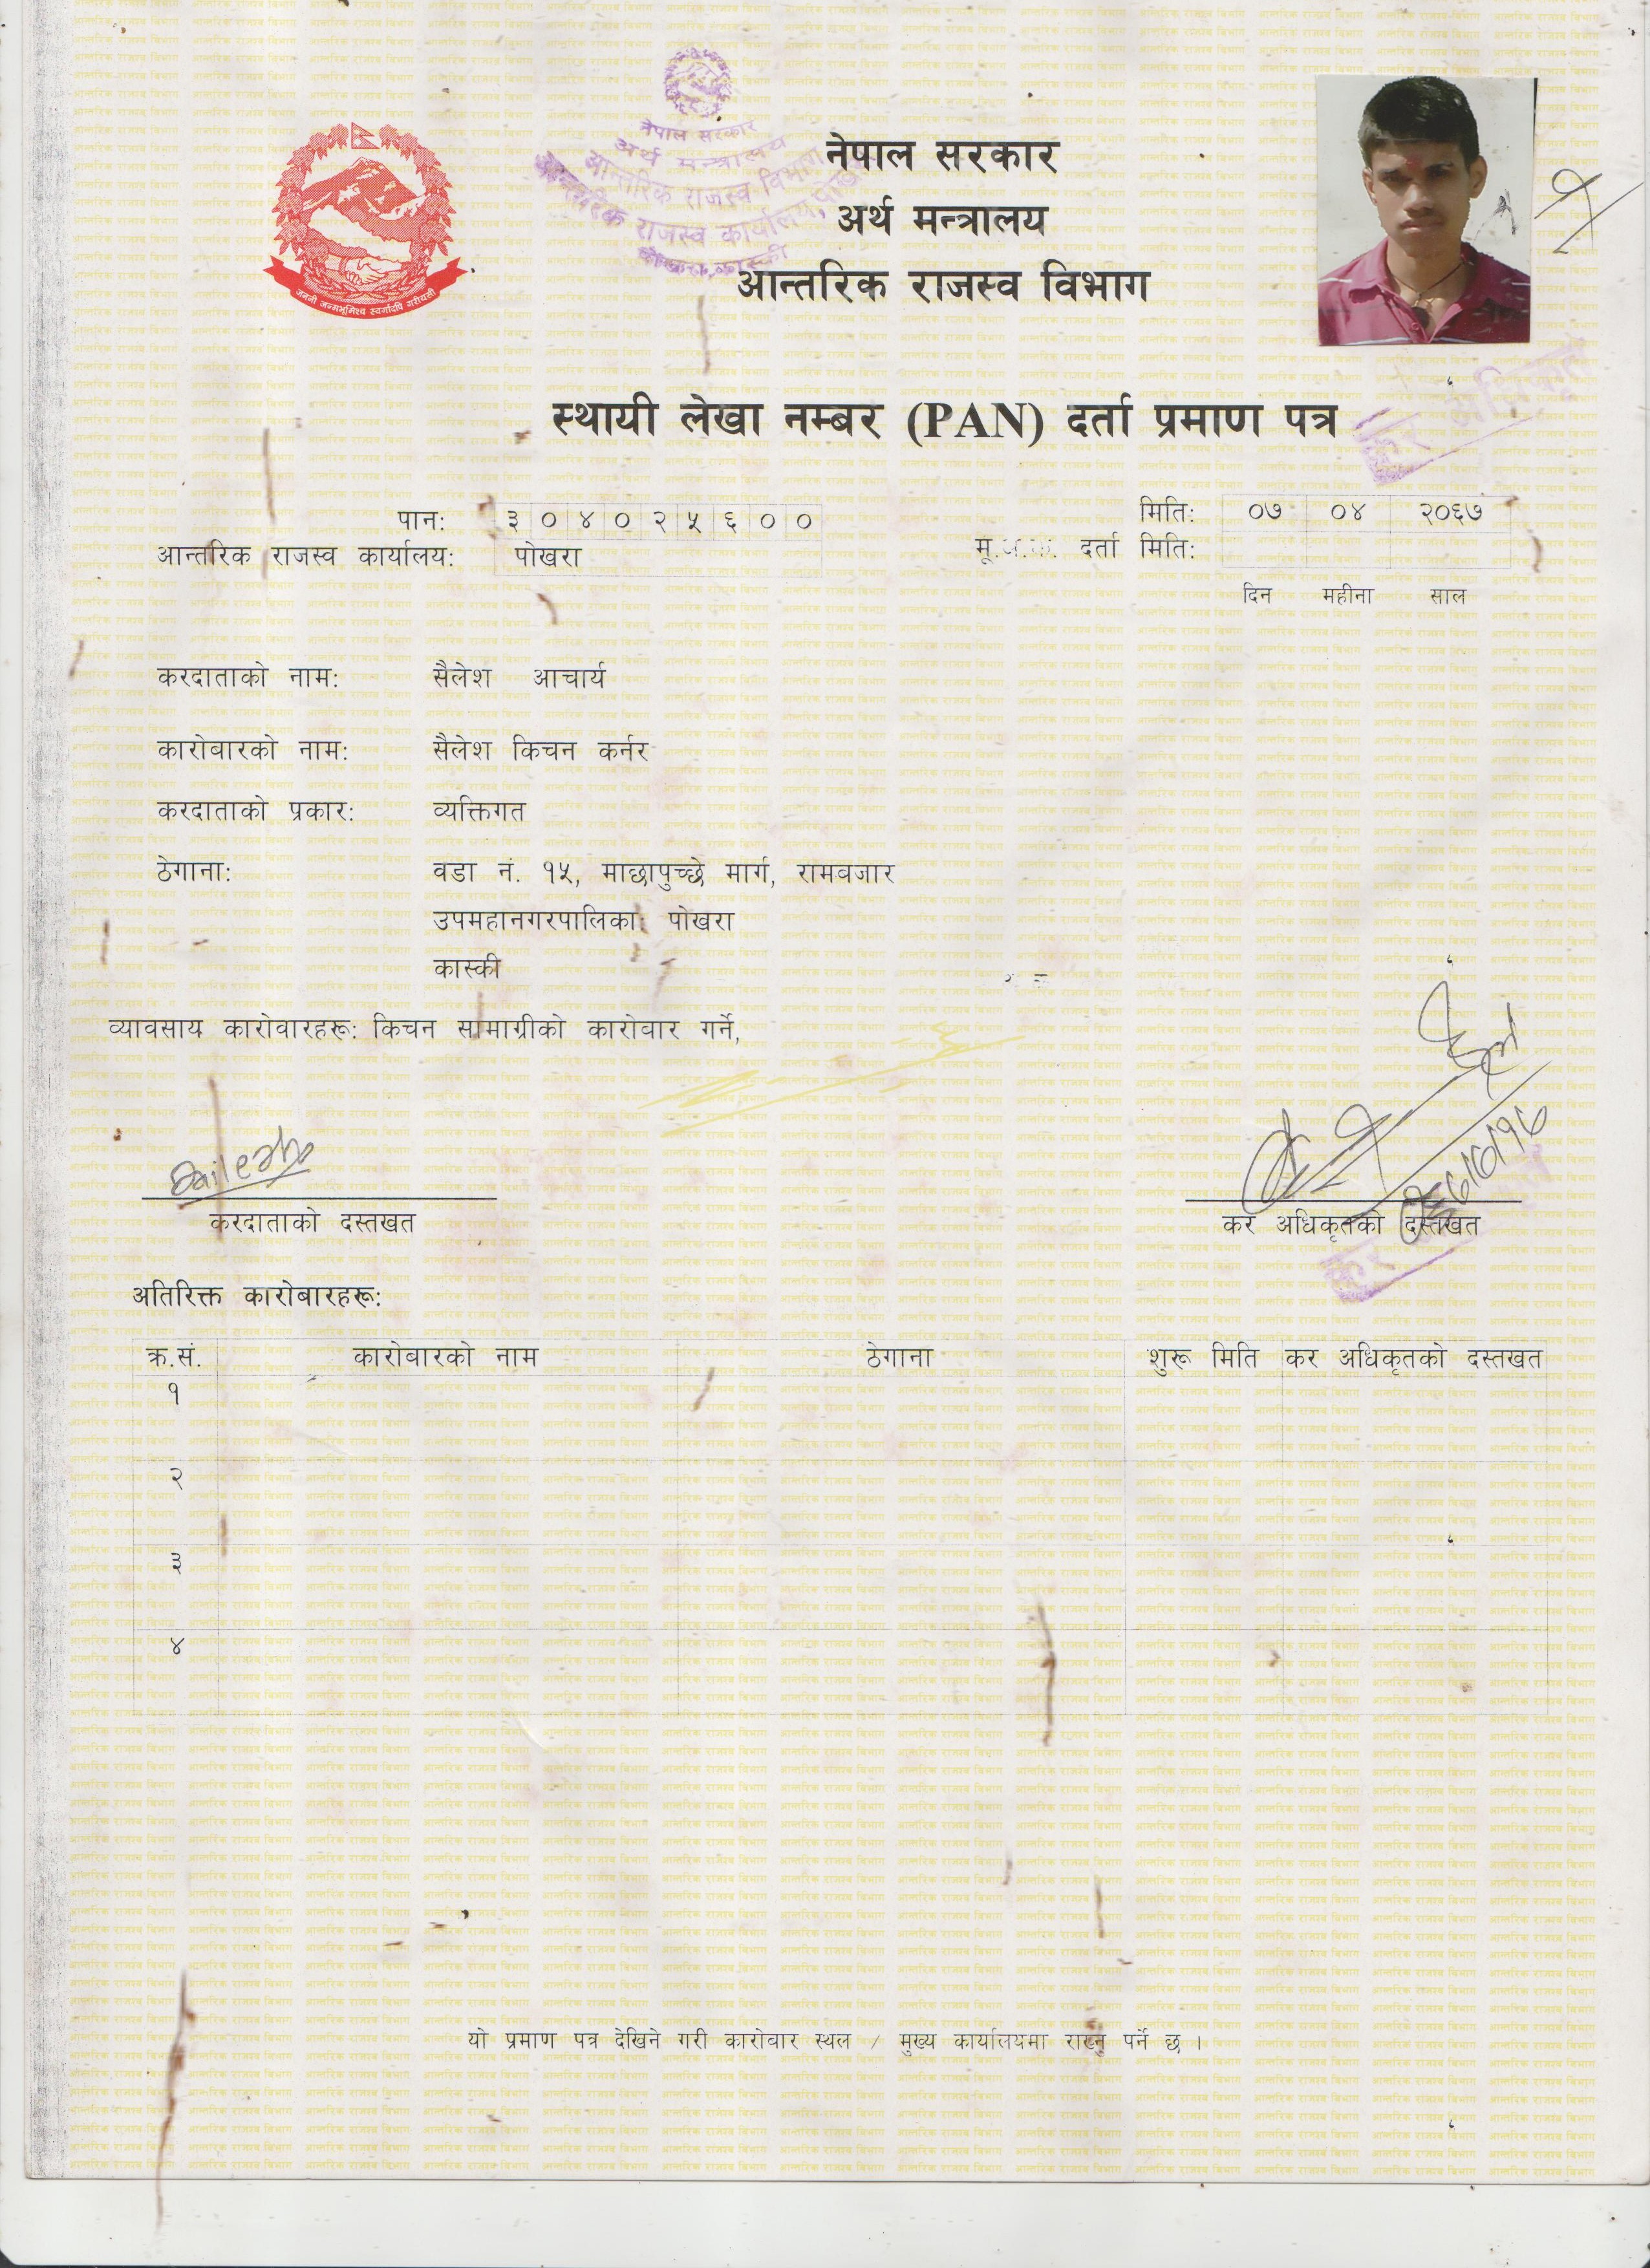 नेपाल सरकार
अर्थ मन्त्रालय
आन्तरिक राजस्व विभाग
जननी जन्मभूमिश्च स्वर्गादपि गरीयसी
नेपाल सरकार
अर्थ मन्त्रालय
आन्तरिक राजस्व विभाग
आन्तरिक राजस्व कार्यालय, पोखरा
स्थायी लेखा नम्बर (PAN) दर्ता प्रमाण पत्र
पान: ३ ० ४ ० २ ५ ६ ० ० मिति: ०७ ०४ २०६७
आन्तरिक राजस्व कार्यालय: पोखरा मू.अ.क. दर्ता मिति:
दिन महीना साल
करदाताको नाम: सैलेश आचार्य
कारोबारको नाम: सैलेश किचन कर्नर
करदाताको प्रकार: व्यक्तिगत
ठेगाना: वडा नं. १५, माछापुच्छ्रे मार्ग, रामवजार
उपमहानगरपालिका: पोखरा
कास्की
व्यावसाय कारोवारहरू: किचन सामाग्रीको कारोवार गर्ने,
Sailesh
करदाताको दस्तखत कर अधिकृतको दस्तखत
अतिरिक्त कारोबारहरू:
क्र.सं. कारोबारको नाम ठेगाना शुरू मिति कर अधिकृतको दस्तखत
१
२
३
४
यो प्रमाण पत्र देखिने गरी कारोवार स्थल / मुख्य कार्यालयमा राख्नु पर्ने छ ।